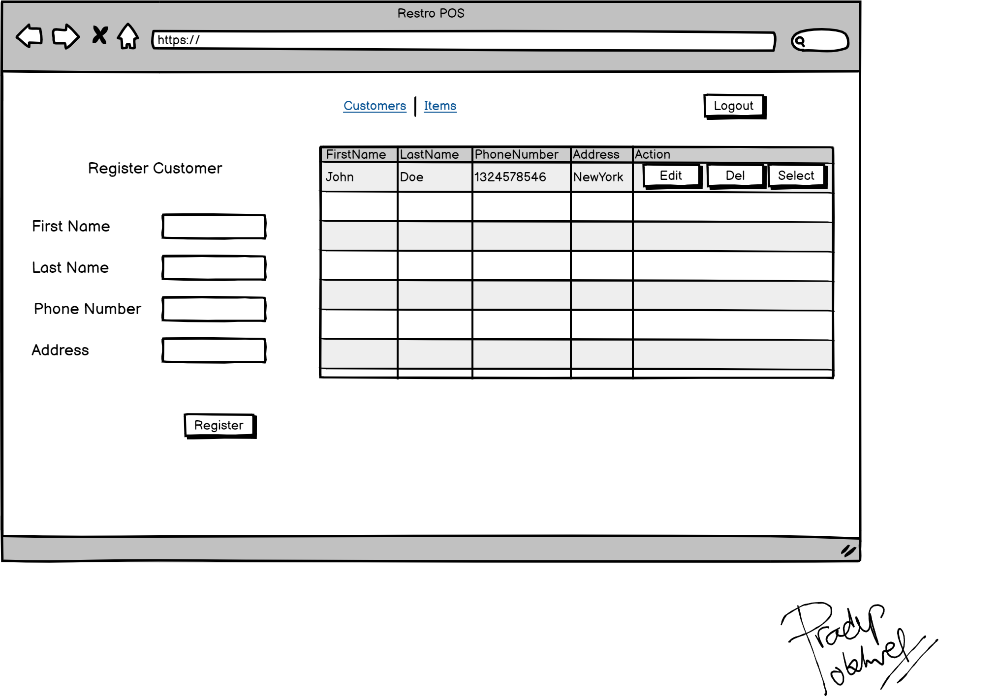 Restro POS
https://
Customers Items
Logout
Register Customer
First Name
Last Name
Phone Number
Address
Register
FirstName LastName PhoneNumber Address Action
John Doe 1324578546 NewYork Edit Del Select